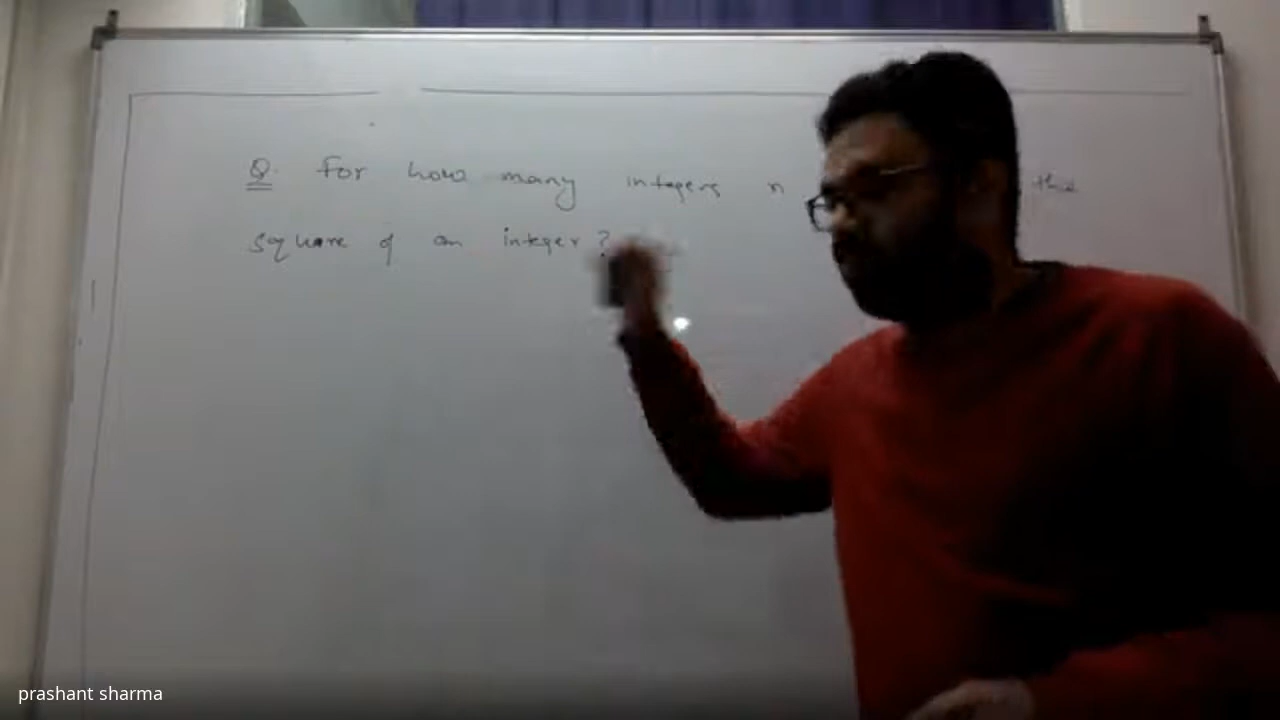 Q. For how many integers n the
square of an integer?
prashant sharma